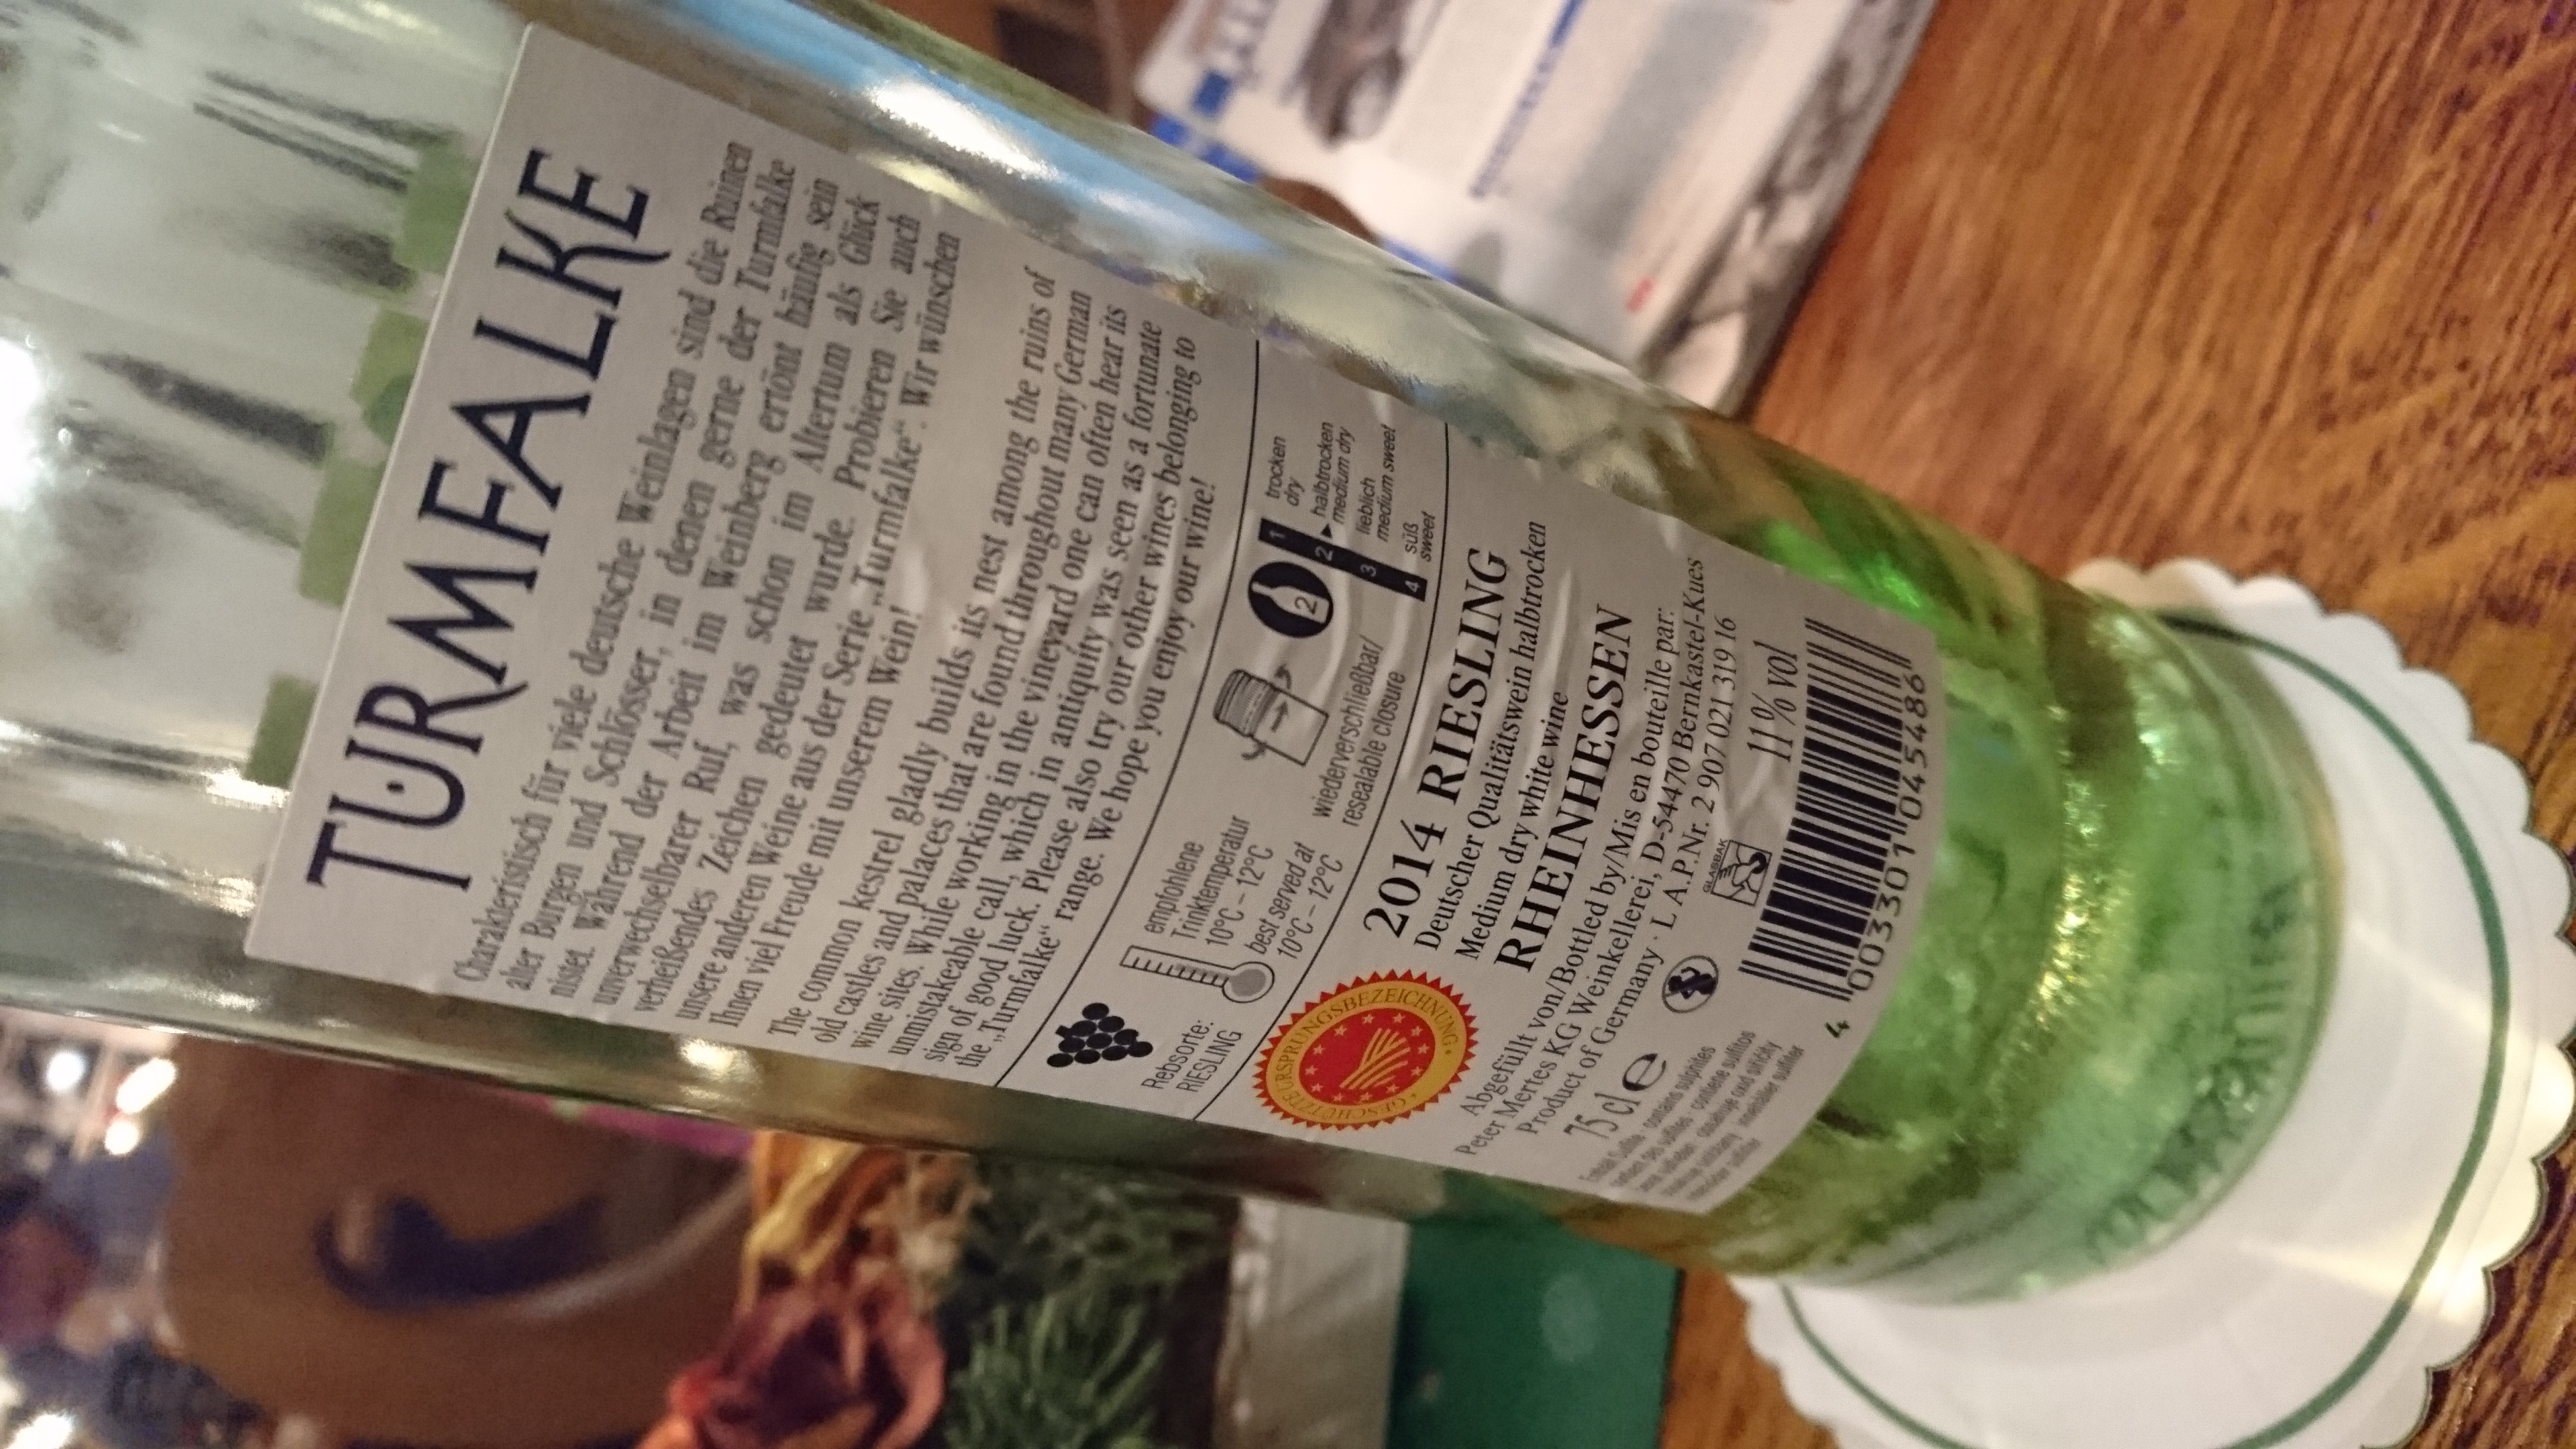 TURMFALKE
Charakteristisch für viele deutsche Weinlagen sind die Ruinen
alter Burgen und Schlösser, in denen gerne der Turmfalke
nistet. Während der Arbeit im Weinberg ertönt häufig sein
unverwechselbarer Ruf, was schon im Altertum als Glück
verheißendes Zeichen gedeutet wurde. Probieren Sie auch
unsere anderen Weine aus der Serie „Turmfalke“. Wir wünschen
Ihnen viel Freude mit unserem Wein!
The common kestrel gladly builds its nest among the ruins of
old castles and palaces that are found throughout many German
wine sites. While working in the vineyard one can often hear its
unmistakeable call, which in antiquity was seen as a fortunate
sign of good luck. Please also try our other wines belonging to
the „Turmfalke“ range. We hope you enjoy our wine!
Rebsorte:
RIESLING
empfohlene
Trinktemperatur
10°C – 12°C
best served at
10°C – 12°C
wiederverschließbar/
resealable closure
2
1 trocken
dry
2 halbtrocken
medium dry
3 lieblich
medium sweet
4 süß
sweet
GESCHÜTZTE URSPRUNGSBEZEICHNUNG
2014 RIESLING
Deutscher Qualitätswein halbtrocken
Medium dry white wine
RHEINHESSEN
Abgefüllt von/Bottled by/Mis en bouteille par:
Peter Mertes KG Weinkellerei, D-54470 Bernkastel-Kues
Product of Germany · L A.P.Nr. 2 907 021 319 16
75 cl e
GLASBAK
11 % vol
Enthält Sulfite · contains sulphites
contiene sulfitos
4 003301 045486